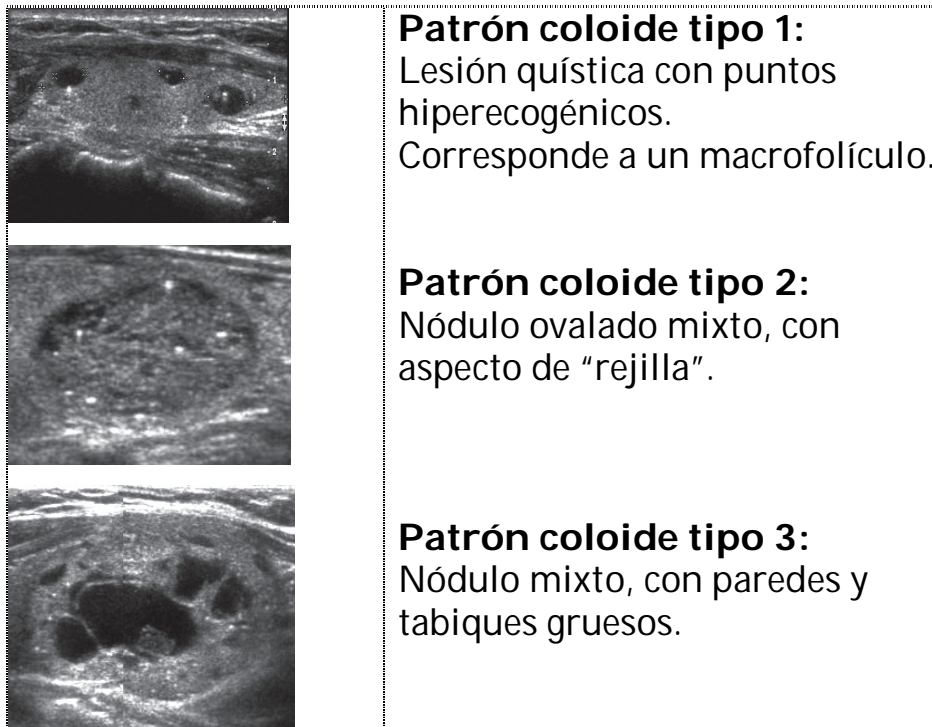 Patrón coloide tipo 1:
Lesión quística con puntos
hiperecogénicos.
Corresponde a un macrofolículo.
Patrón coloide tipo 2:
Nódulo ovalado mixto, con
aspecto de “rejilla”.
Patrón coloide tipo 3:
Nódulo mixto, con paredes y
tabiques gruesos.